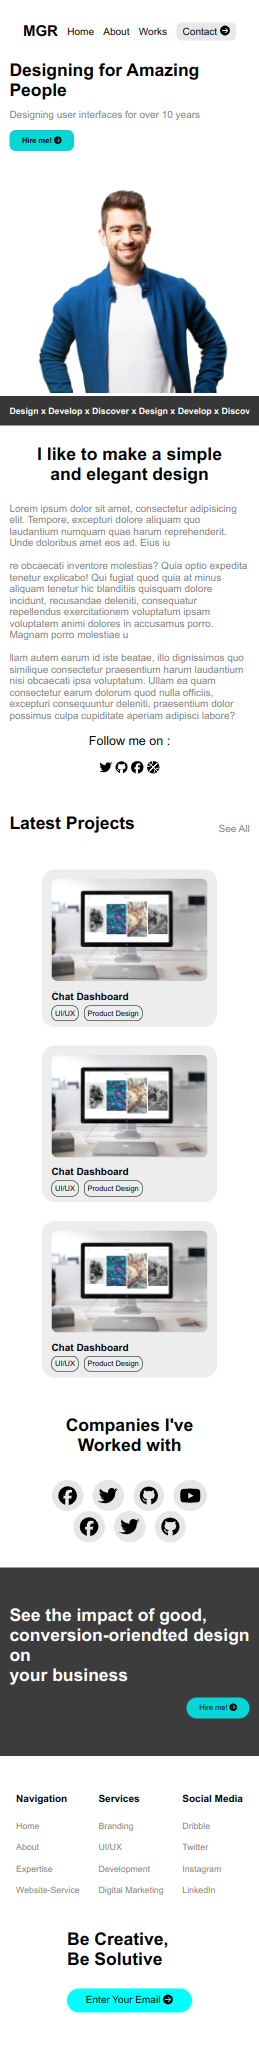 MGR Home About Works Contact
Designing for Amazing
People
Designing user interfaces for over 10 years
Hire me!
Design x Develop x Discover x Design x Develop x Discov
I like to make a simple
and elegant design
Lorem ipsum dolor sit amet, consectetur adipisicing
elit. Tempore, excepturi dolore aliquam quo
laudantium numquam quae harum reprehenderit.
Unde doloribus amet eos ad. Eius iu
re obcaecati inventore molestias? Quia optio expedita
tenetur explicabo! Qui fugiat quod quia at minus
aliquam tenetur hic blanditiis quisquam dolore
incidunt, recusandae deleniti, consequatur
repellendus exercitationem voluptatum ipsam
voluptatem animi dolores in accusamus porro.
Magnam porro molestiae u
llam autem earum id iste beatae, illo dignissimos quo
similique consectetur praesentium harum laudantium
nisi obcaecati ipsa voluptatum. Ullam ea quam
consectetur earum dolorum quod nulla officiis,
excepturi consequuntur deleniti, praesentium dolor
possimus culpa cupiditate aperiam adipisci labore?
Follow me on :
Latest Projects
See All
Chat Dashboard
UI/UX Product Design
Chat Dashboard
UI/UX Product Design
Chat Dashboard
UI/UX Product Design
Companies I've
Worked with
See the impact of good,
conversion-oriendted design
on
your business
Hire me!
Navigation Services Social Media
Home Branding Dribble
About UI/UX Twitter
Expertise Development Instagram
Website-Service Digital Marketing LinkedIn
Be Creative,
Be Solutive
Enter Your Email